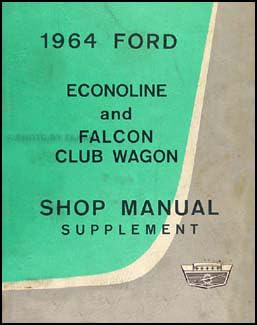 1964 FORD
ECONOLINE
and
FALCON
CLUB WAGON
SHOP MANUAL
SUPPLEMENT